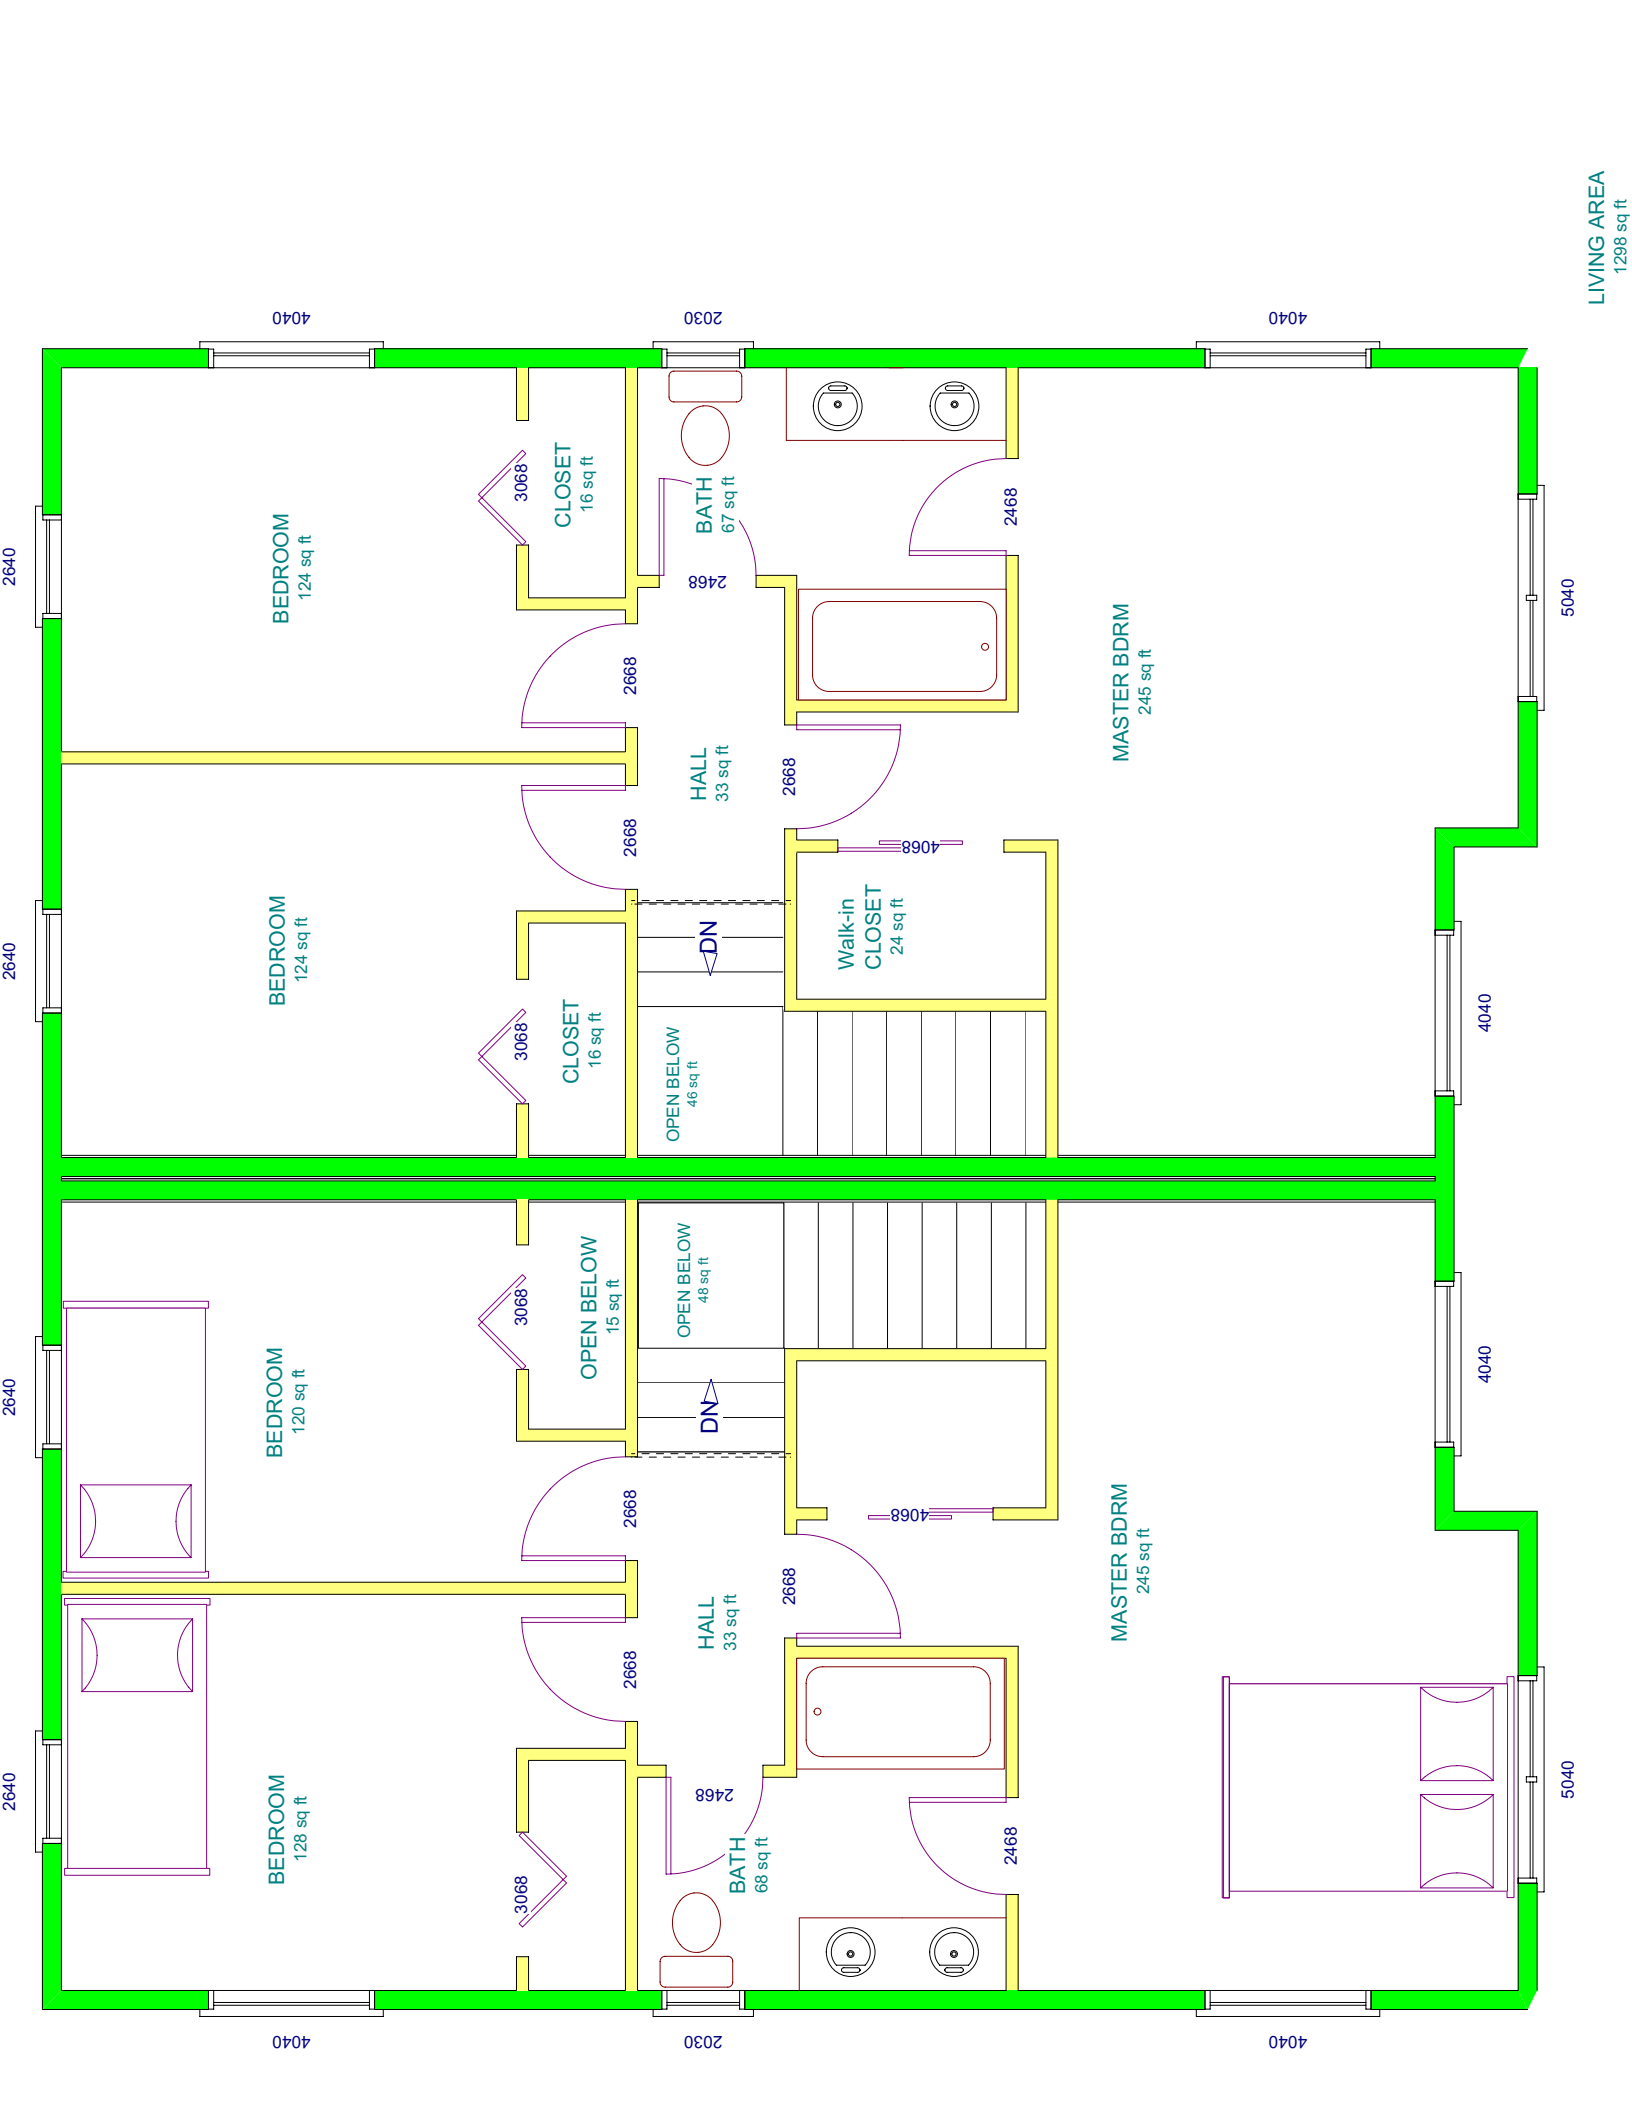 LIVING AREA
1298 sq ft
4040
2030
4040
2640
BEDROOM
124 sq ft
3068
CLOSET
16 sq ft
BATH
67 sq ft
2468
2468
2668
MASTER BDRM
245 sq ft
5040
HALL
33 sq ft
2668
2668
4068
2640
BEDROOM
124 sq ft
3068
CLOSET
16 sq ft
DN
Walk-in
CLOSET
24 sq ft
OPEN BELOW
46 sq ft
4040
2640
BEDROOM
120 sq ft
3068
OPEN BELOW
15 sq ft
OPEN BELOW
48 sq ft
DN
4040
2668
4068
2668
HALL
33 sq ft
2668
MASTER BDRM
245 sq ft
2640
BEDROOM
128 sq ft
3068
2468
BATH
68 sq ft
2468
5040
4040
2030
4040